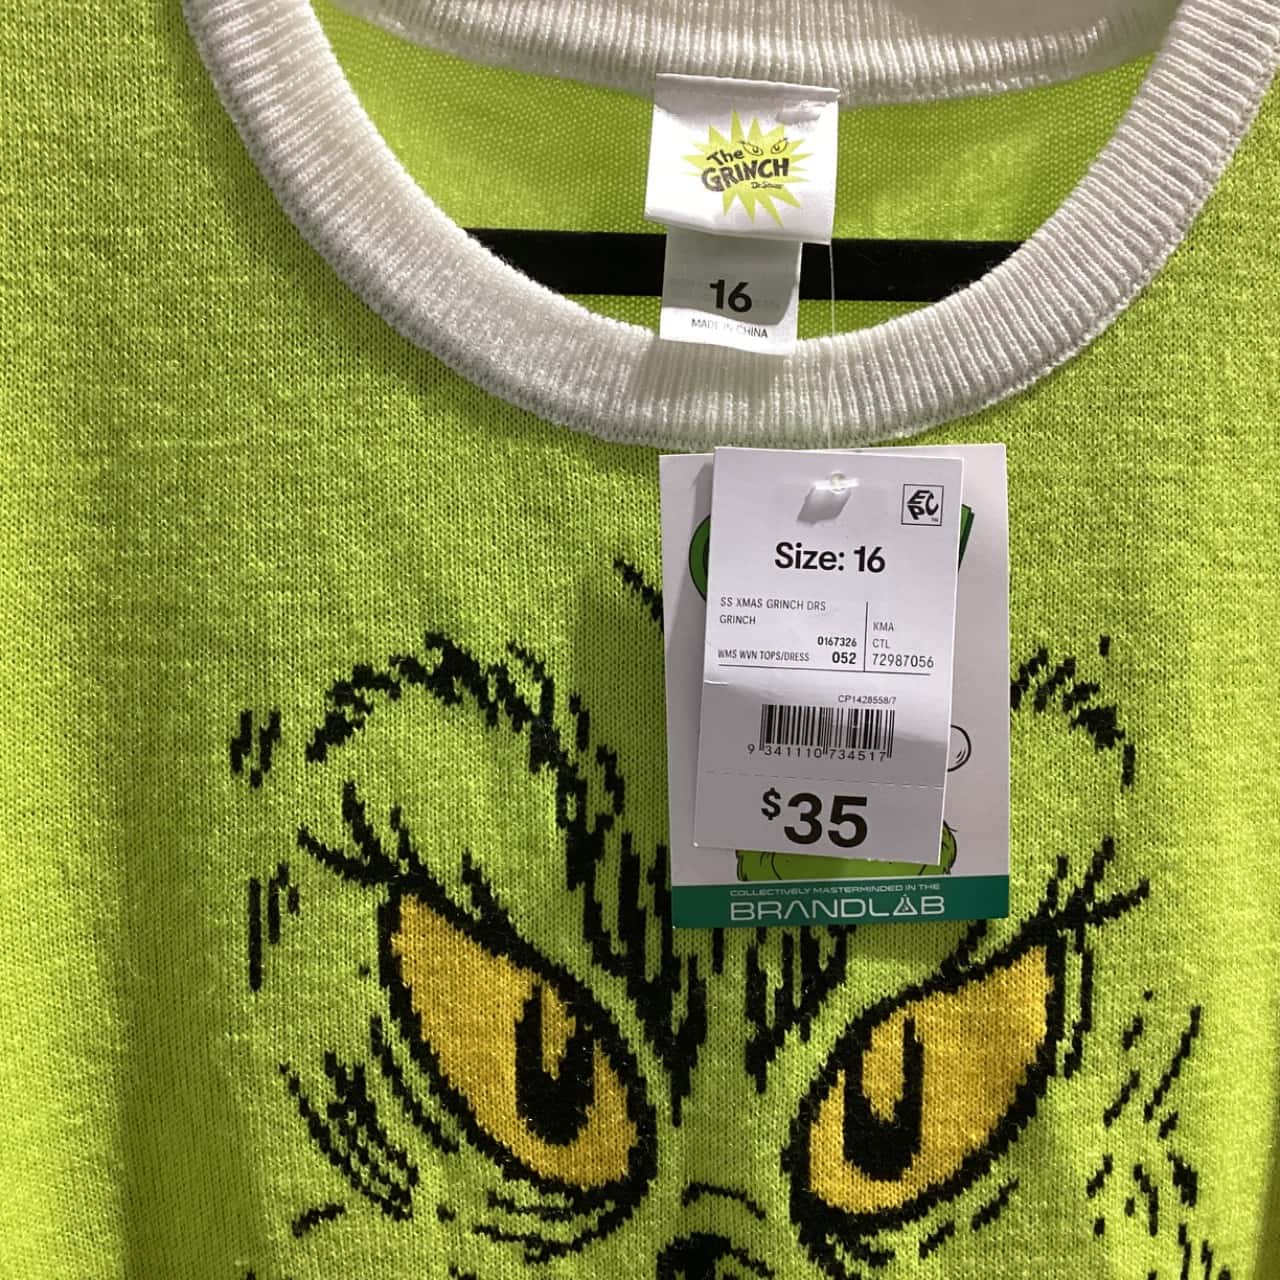 The
GRINCH
Dr. Seuss
16
MADE IN CHINA
EPC™
Size: 16
SS XMAS GRINCH DRS
GRINCH
KMA
0167326
CTL
WMS WVN TOPS/DRESS
052
72987056
CP1428558/7
9 341110 734517
$35
COLLECTIVELY MASTERMINDED IN THE
BRANDLAB